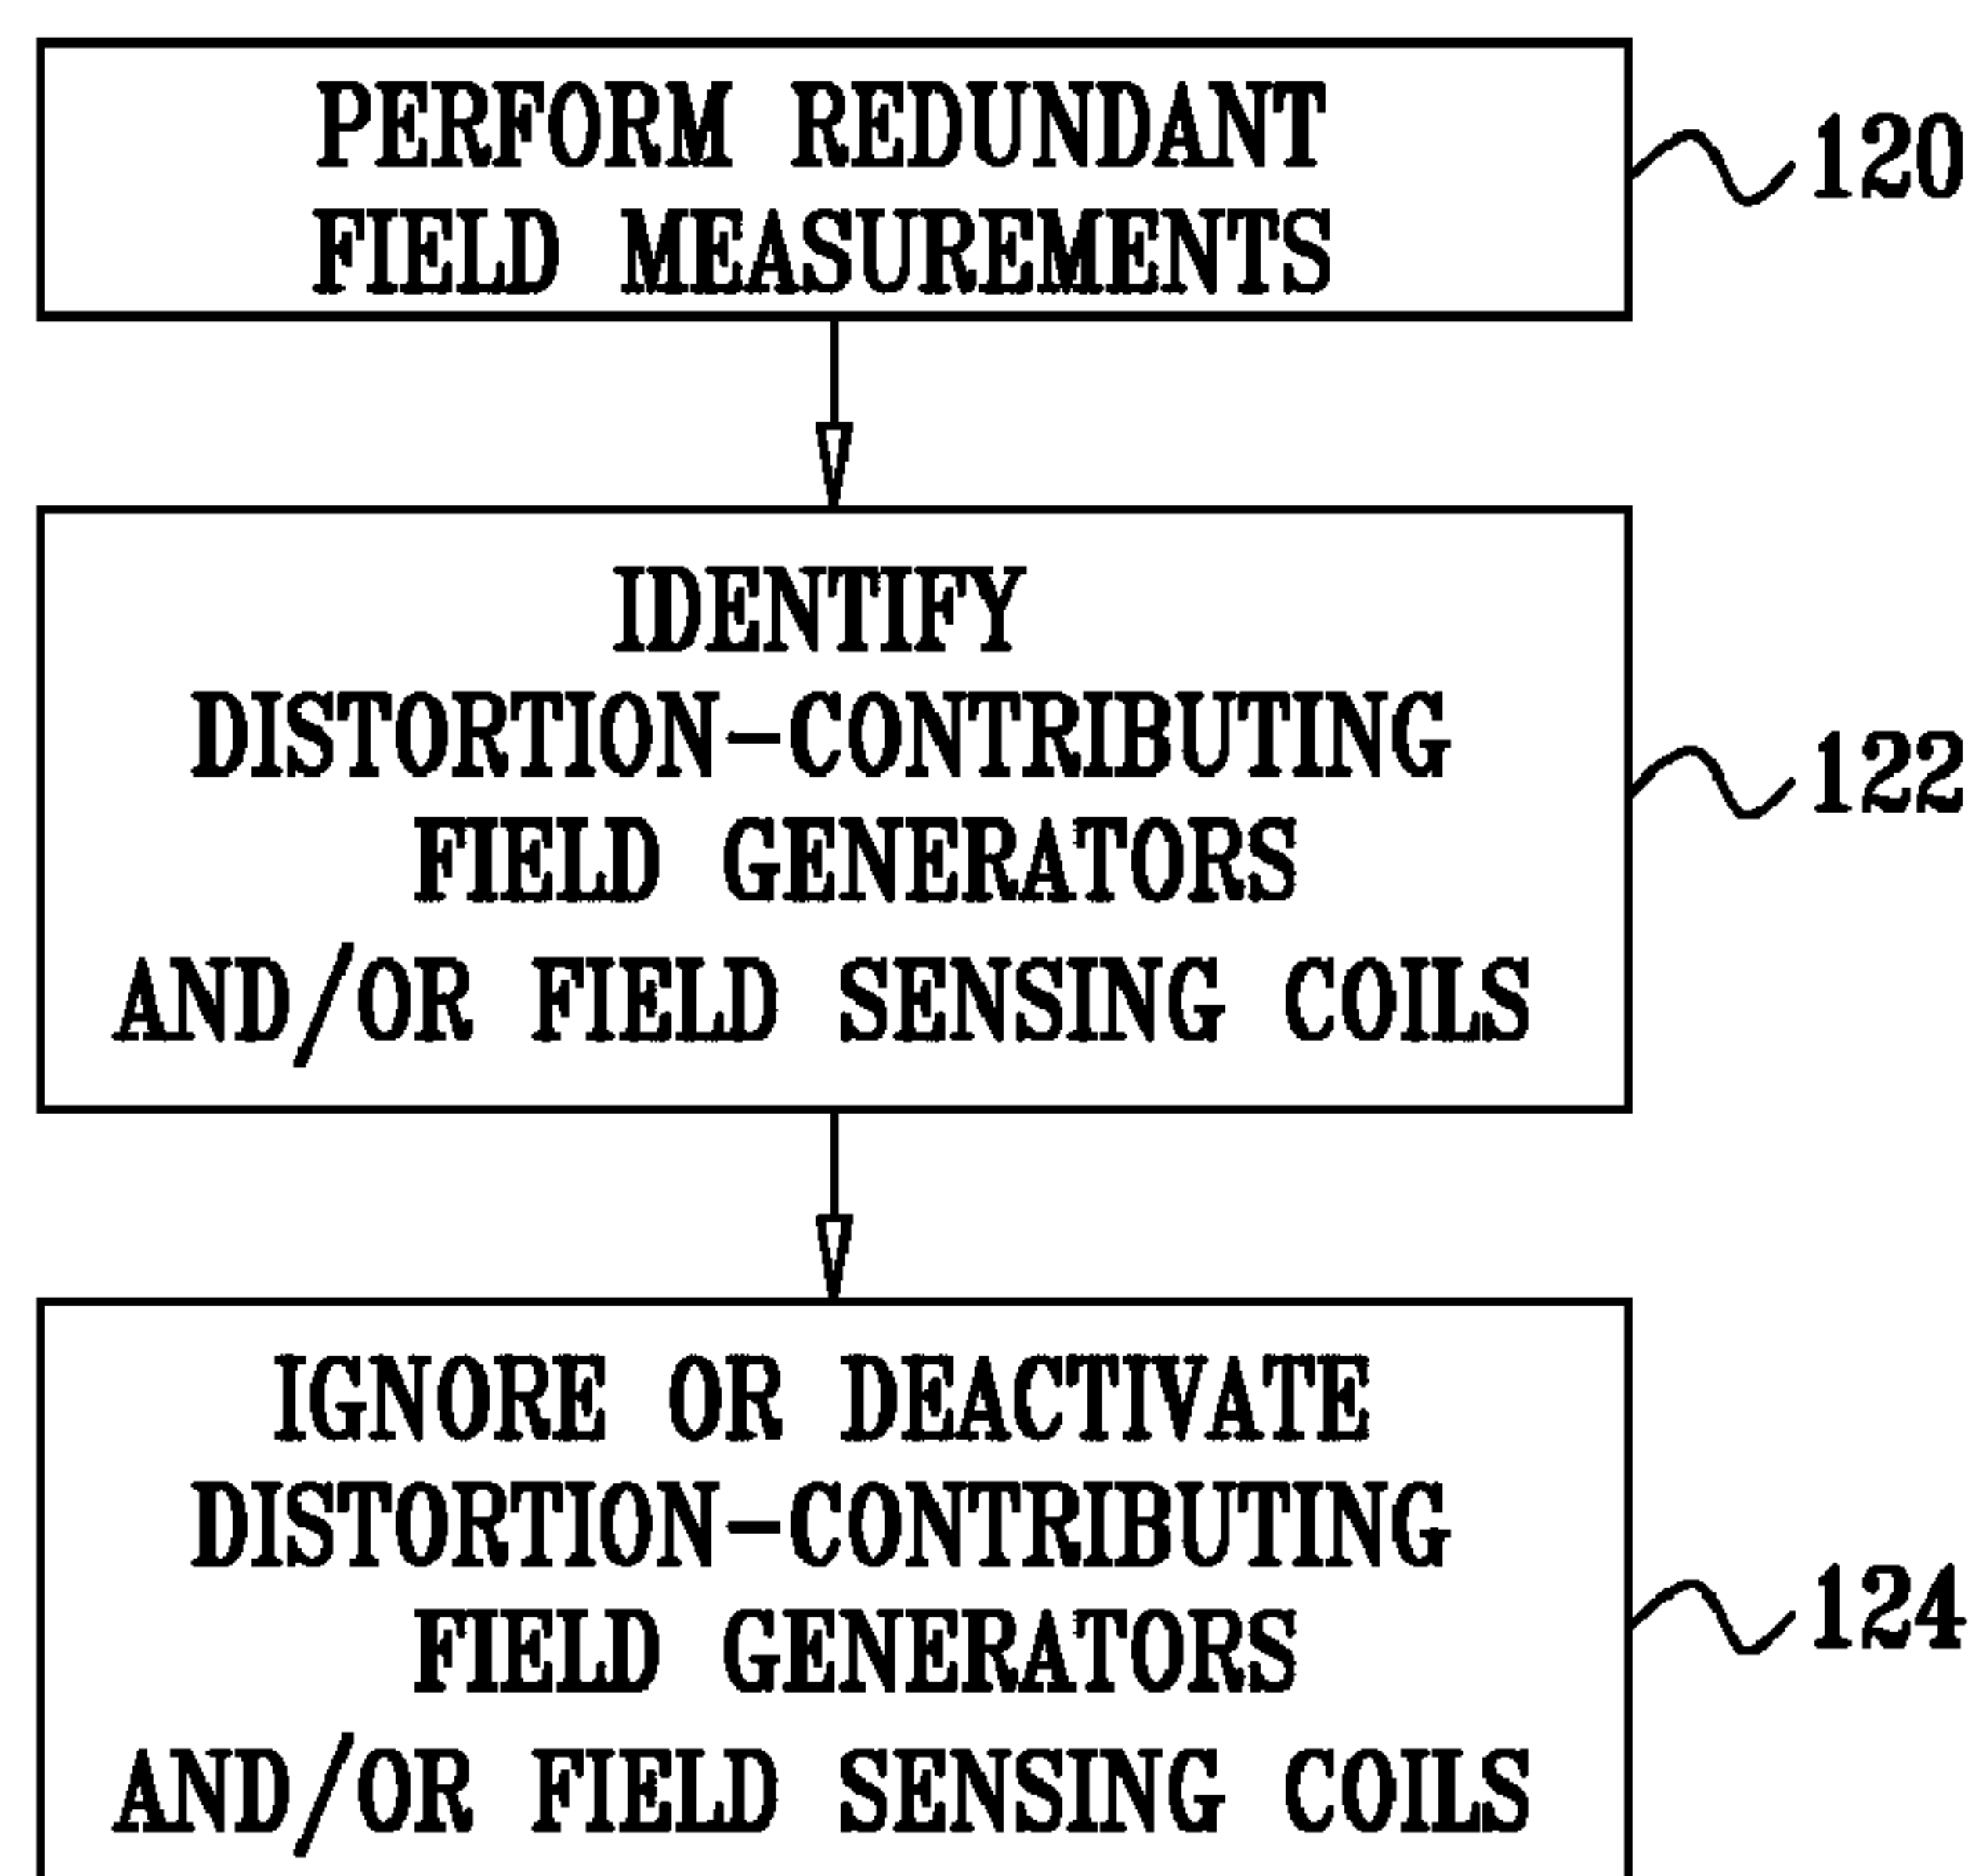 PERFORM REDUNDANT
FIELD MEASUREMENTS
120
IDENTIFY
DISTORTION-CONTRIBUTING
FIELD GENERATORS
AND/OR FIELD SENSING COILS
122
IGNORE OR DEACTIVATE
DISTORTION-CONTRIBUTING
FIELD GENERATORS
AND/OR FIELD SENSING COILS
124